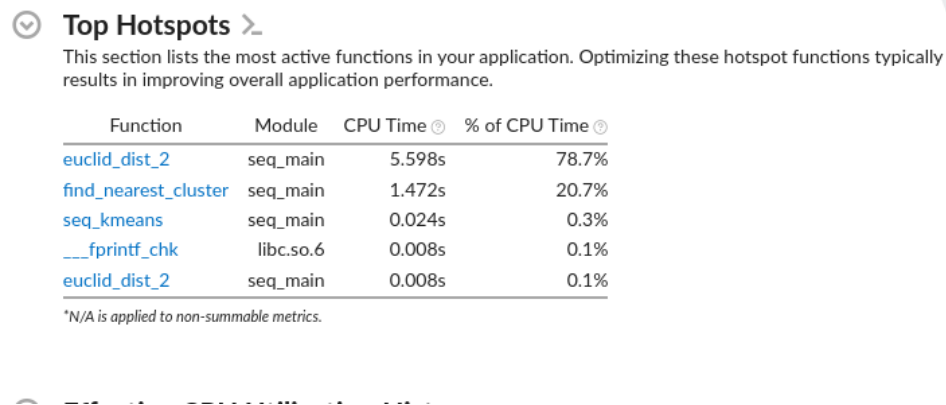 Top Hotspots
This section lists the most active functions in your application. Optimizing these hotspot functions typically
results in improving overall application performance.
Function Module CPU Time % of CPU Time
euclid_dist_2 seq_main 5.598s 78.7%
find_nearest_cluster seq_main 1.472s 20.7%
seq_kmeans seq_main 0.024s 0.3%
___fprintf_chk libc.so.6 0.008s 0.1%
euclid_dist_2 seq_main 0.008s 0.1%
*N/A is applied to non-summable metrics.